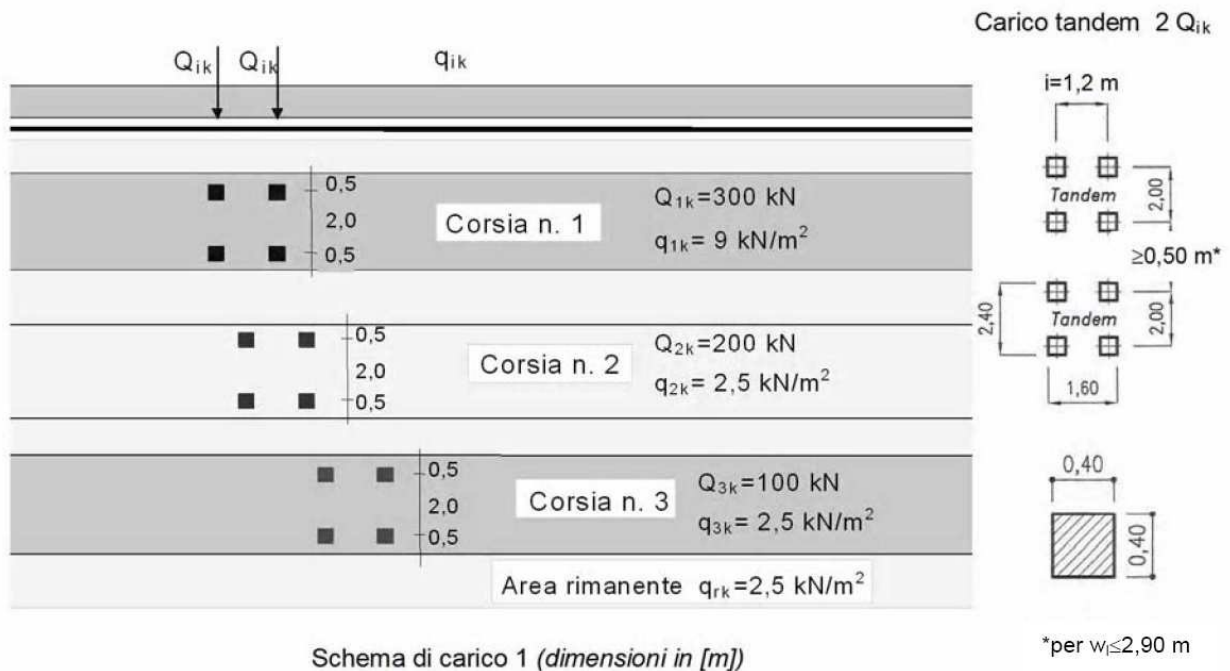 Carico tandem 2 Qik
Qik Qik qik
i=1,2 m
0,5
2,0
0,5
Corsia n. 1
Q1k=300 kN
q1k= 9 kN/m²
Tandem
2,00
≥0,50 m*
0,5
2,0
0,5
Corsia n. 2
Q2k=200 kN
q2k= 2,5 kN/m²
2,40
Tandem
2,00
1,60
0,5
2,0
0,5
Corsia n. 3
Q3k=100 kN
q3k= 2,5 kN/m²
0,40
0,40
Area rimanente qrk=2,5 kN/m²
Schema di carico 1 (dimensioni in [m])
*per wl≤2,90 m